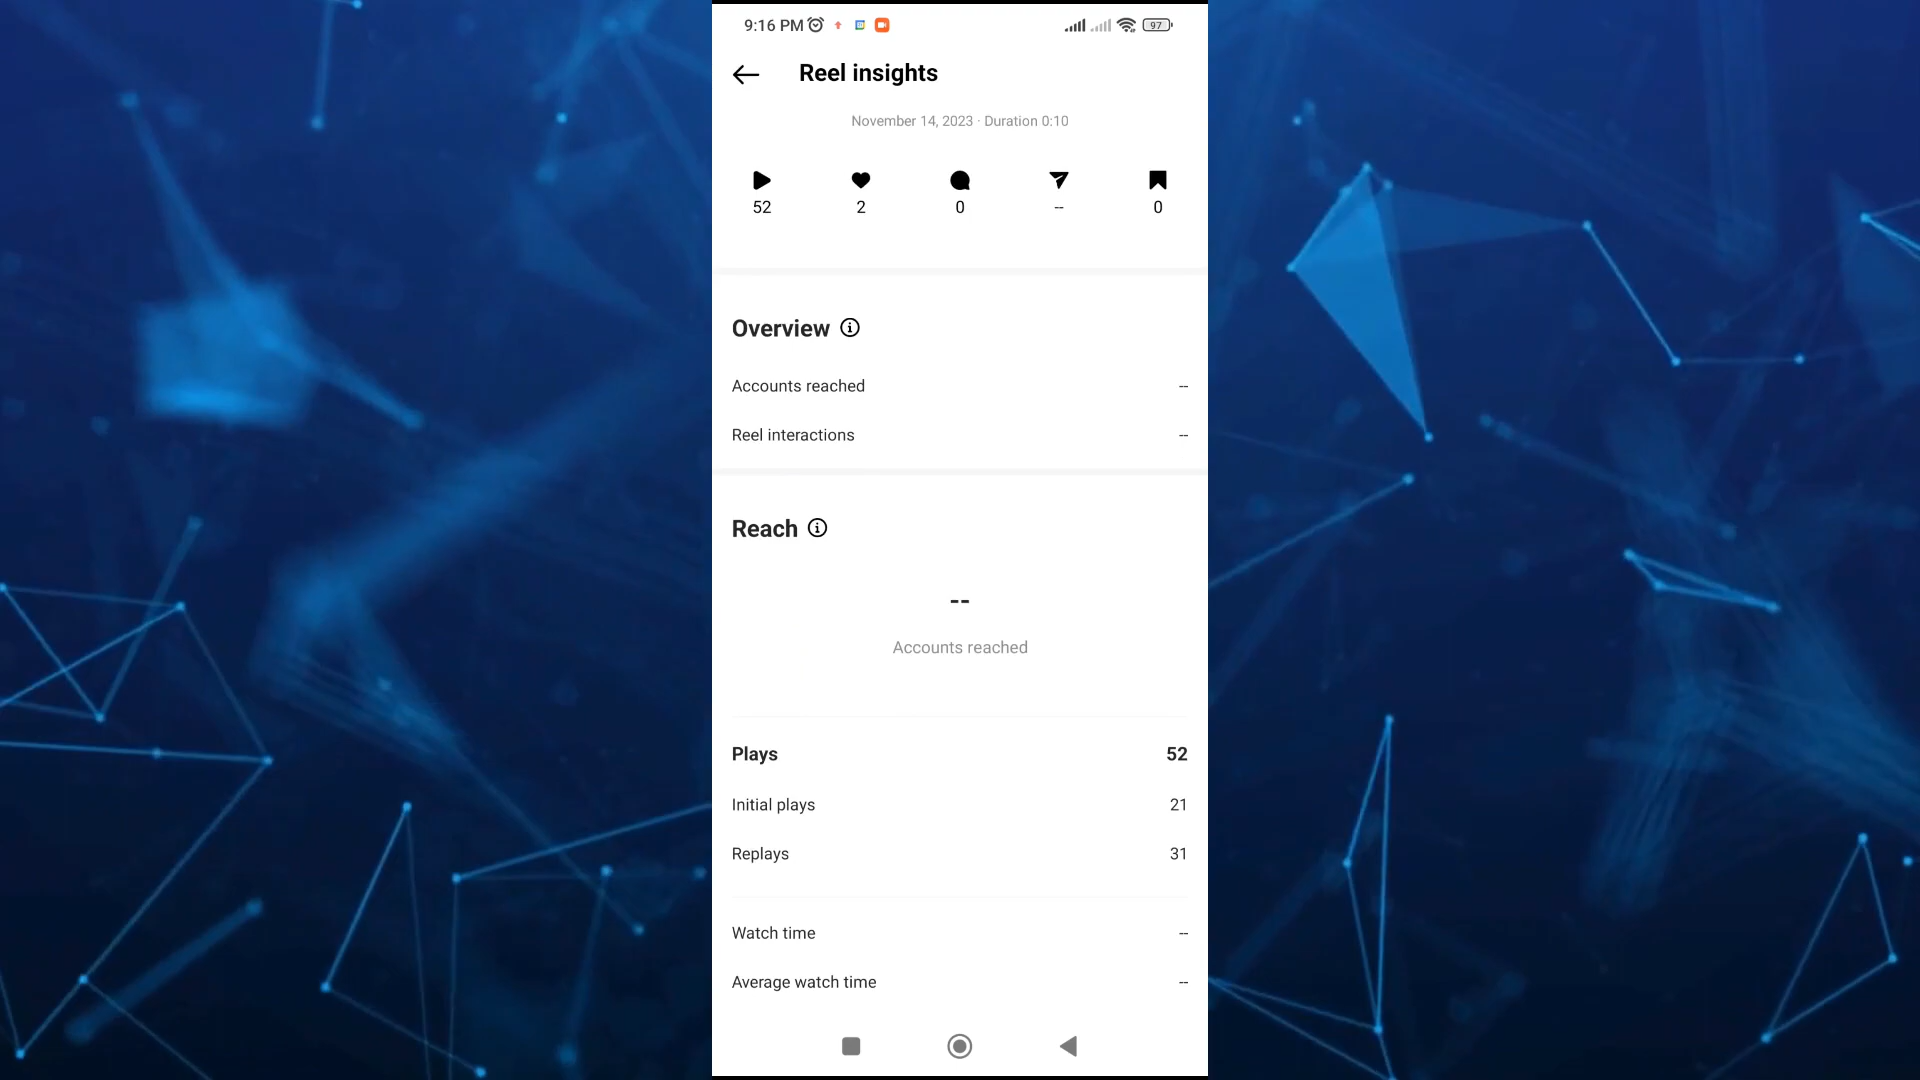 9:16 PM
97
Reel insights
November 14, 2023 · Duration 0:10
52 2 0 -- 0
Overview
Accounts reached --
Reel interactions --
Reach
--
Accounts reached
Plays 52
Initial plays 21
Replays 31
Watch time --
Average watch time --